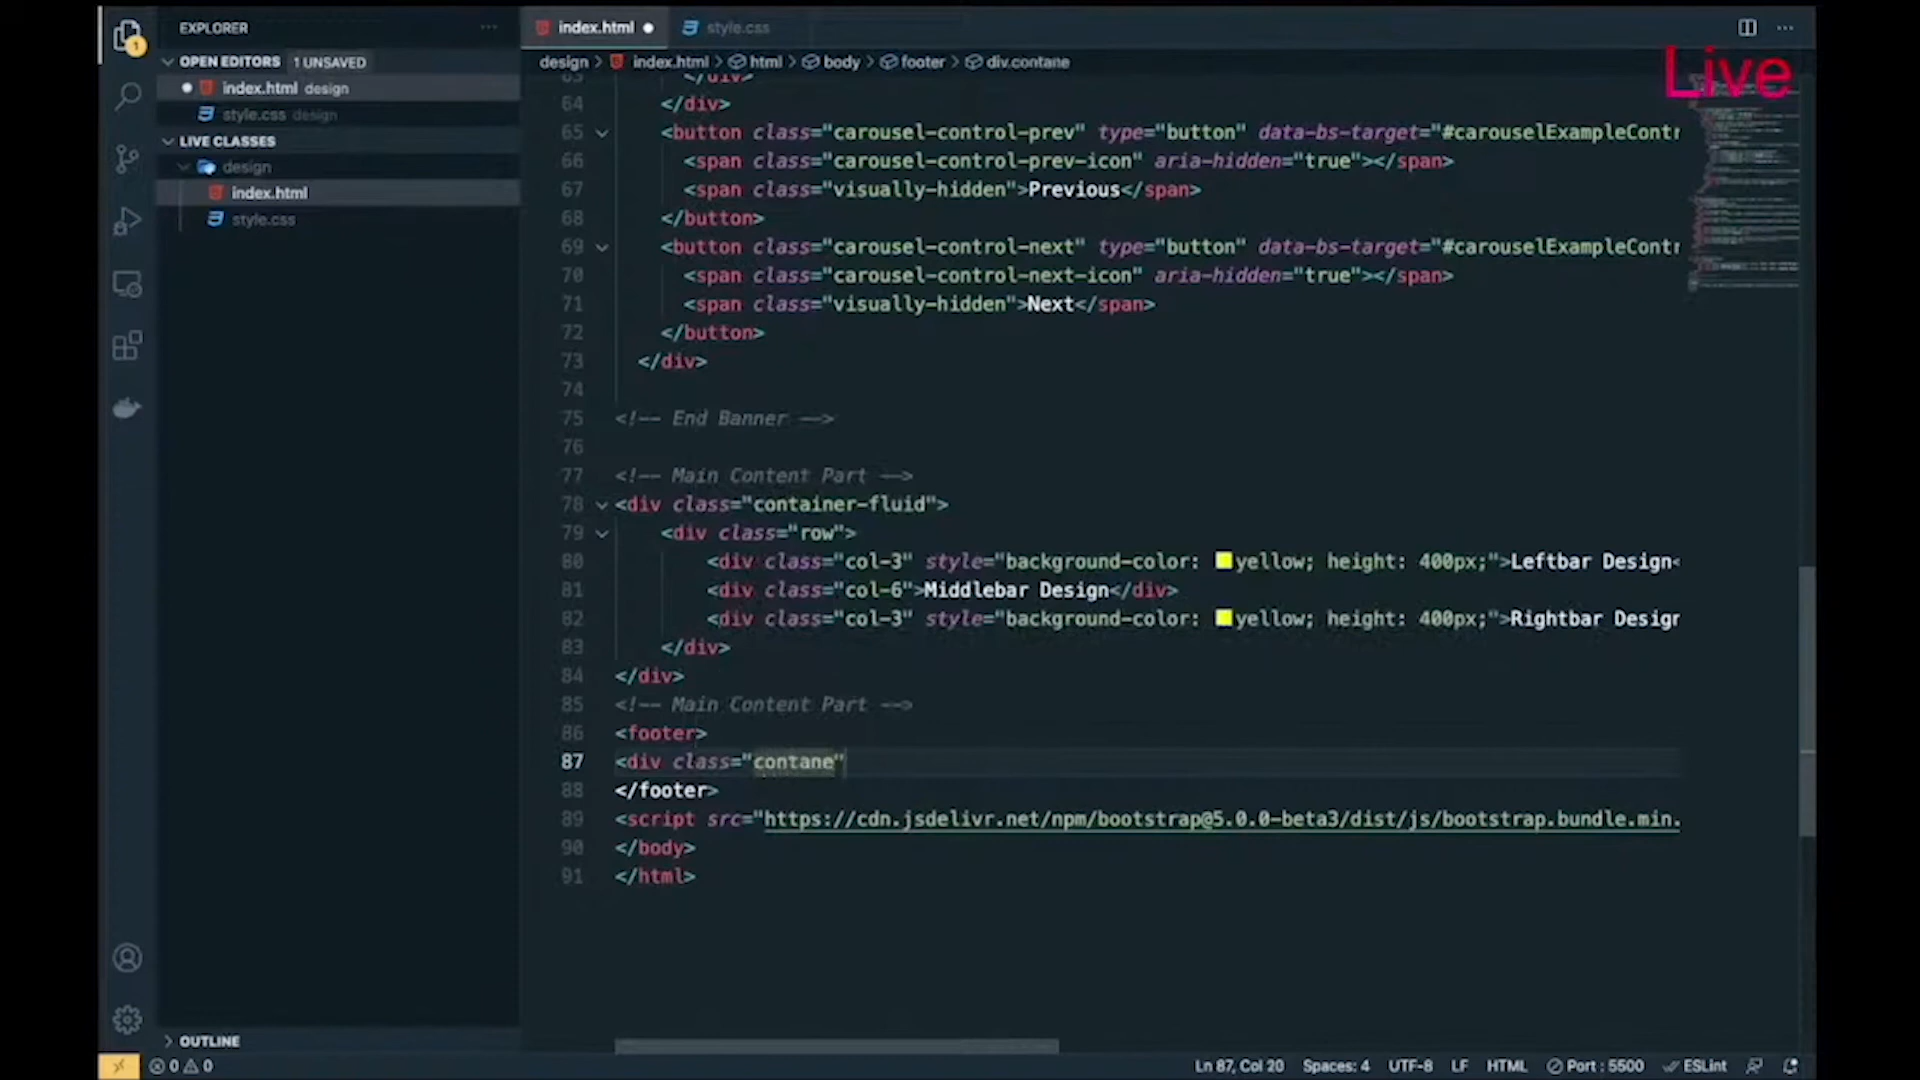 EXPLORER
index.html
style.css
OPEN EDITORS 1 UNSAVED
design > index.html > html > body > footer > div.contane
Live
index.html design
style.css design
LIVE CLASSES
design
index.html
style.css
1
63 </div>
64 </div>
65 <button class="carousel-control-prev" type="button" data-bs-target="#carouselExampleContr
66 <span class="carousel-control-prev-icon" aria-hidden="true"></span>
67 <span class="visually-hidden">Previous</span>
68 </button>
69 <button class="carousel-control-next" type="button" data-bs-target="#carouselExampleContr
70 <span class="carousel-control-next-icon" aria-hidden="true"></span>
71 <span class="visually-hidden">Next</span>
72 </button>
73 </div>
74
75 <!-- End Banner -->
76
77 <!-- Main Content Part -->
78 <div class="container-fluid">
79 <div class="row">
80 <div class="col-3" style="background-color: yellow; height: 400px;">Leftbar Design<
81 <div class="col-6">Middlebar Design</div>
82 <div class="col-3" style="background-color: yellow; height: 400px;">Rightbar Design
83 </div>
84 </div>
85 <!-- Main Content Part -->
86 <footer>
87 <div class="contane"
88 </footer>
89 <script src="https://cdn.jsdelivr.net/npm/bootstrap@5.0.0-beta3/dist/js/bootstrap.bundle.min.
90 </body>
91 </html>
OUTLINE
0 0 Ln 87, Col 20 Spaces: 4 UTF-8 LF HTML Port : 5500 ESLint